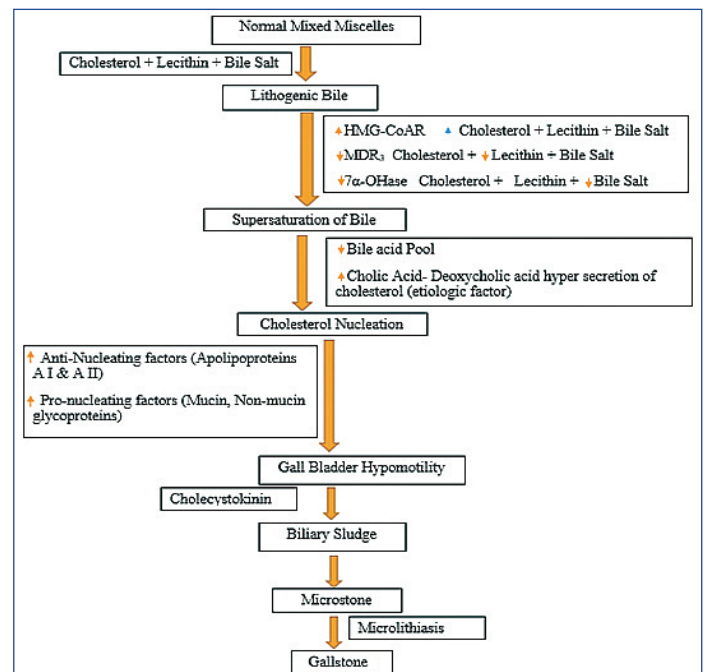 Normal Mixed Miscelles
Cholesterol + Lecithin + Bile Salt
Lithogenic Bile
↑HMG-CoAR ▲ Cholesterol + Lecithin + Bile Salt
↓MDR₃ Cholesterol + ↓Lecithin + Bile Salt
↓7α-OHase Cholesterol + Lecithin + ↓Bile Salt
Supersaturation of Bile
↓Bile acid Pool
↑Cholic Acid- Deoxycholic acid hyper secretion of
cholesterol (etiologic factor)
Cholesterol Nucleation
↑ Anti-Nucleating factors (Apolipoproteins
A I & A II)
↑ Pro-nucleating factors (Mucin, Non-mucin
glycoproteins)
Gall Bladder Hypomotility
Cholecystokinin
Biliary Sludge
Microstone
Microlithiasis
Gallstone